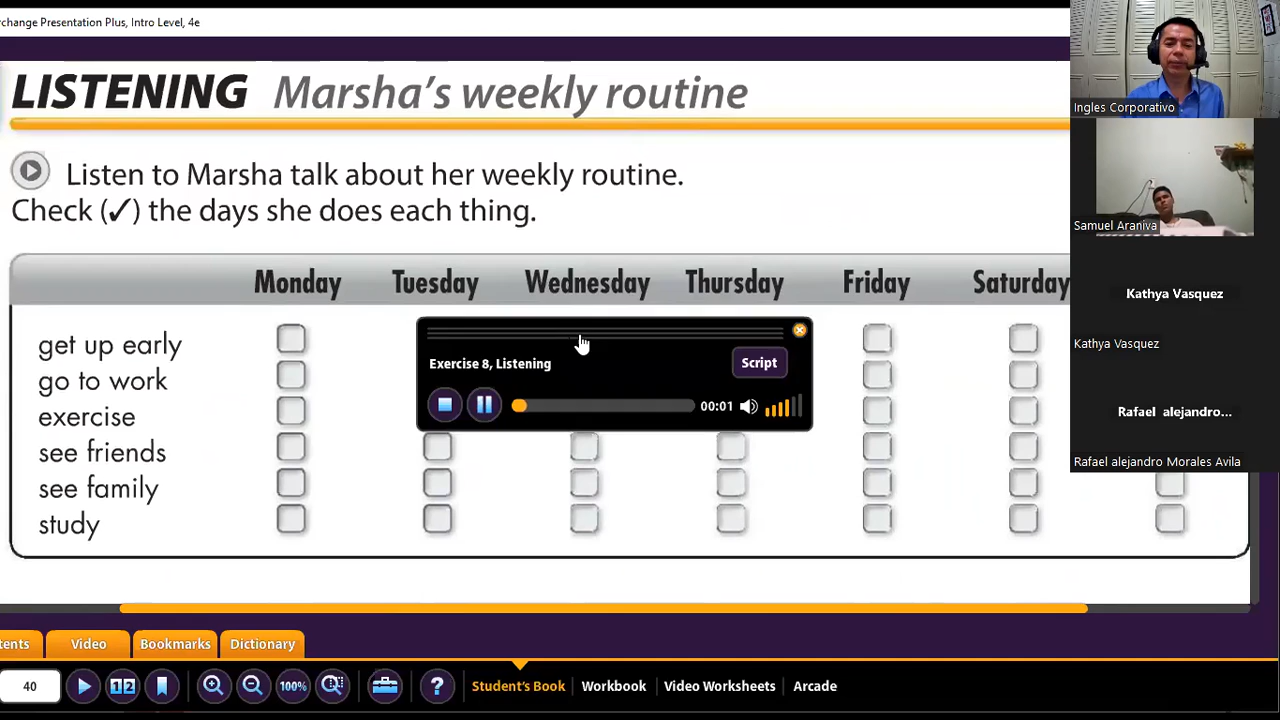 rchange Presentation Plus, Intro Level, 4e
LISTENING Marsha's weekly routine
Listen to Marsha talk about her weekly routine.
Check (✓) the days she does each thing.
Monday Tuesday Wednesday Thursday Friday Saturday
get up early
go to work
exercise
see friends
see family
study
Exercise 8, Listening
Script
00:01
Ingles Corporativo
Samuel Araniva
Kathya Vasquez
Kathya Vasquez
Rafael alejandro...
Rafael alejandro Morales Avila
tents Video Bookmarks Dictionary
40 12 100% ? Student's Book Workbook Video Worksheets Arcade